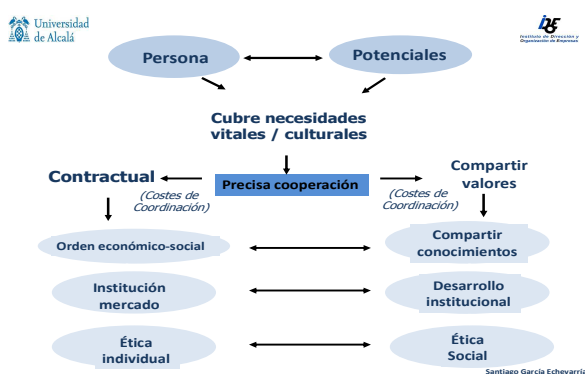 Universidad
de Alcalá
IDOE
Instituto de Dirección y
Organización de Empresas
Persona
Potenciales
Cubre necesidades
vitales / culturales
Contractual
Precisa cooperación
Compartir
valores
(Costes de
Coordinación)
(Costes de
Coordinación)
Orden económico-social
Compartir
conocimientos
Institución
mercado
Desarrollo
institucional
Ética
individual
Ética
Social
Santiago García Echevarría